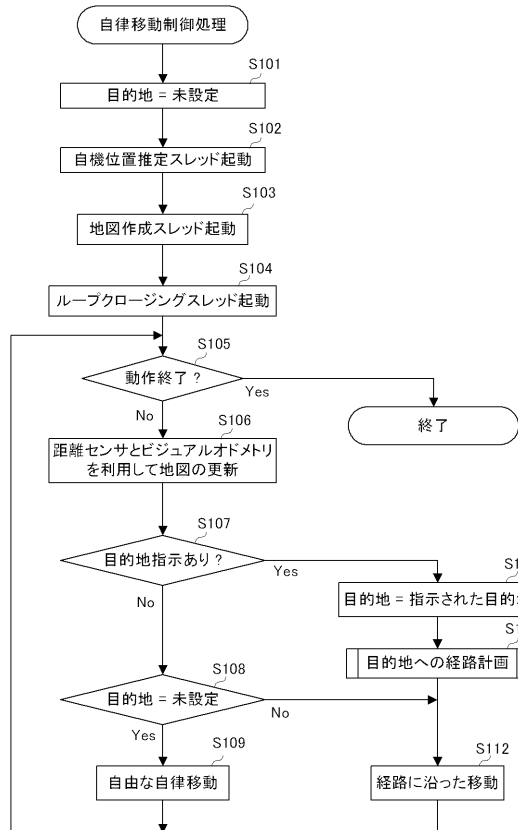 自律移動制御処理
S101
目的地 = 未設定
S102
自機位置推定スレッド起動
S103
地図作成スレッド起動
S104
ループクロージングスレッド起動
S105
動作終了 ?
Yes
No
終了
S106
距離センサとビジュアルオドメトリ
を利用して地図の更新
S107
目的地指示あり ?
Yes
No
S1
目的地 = 指示された目的
S1
目的地への経路計画
S108
目的地 = 未設定
No
Yes
S109
自由な自律移動
S112
経路に沿った移動